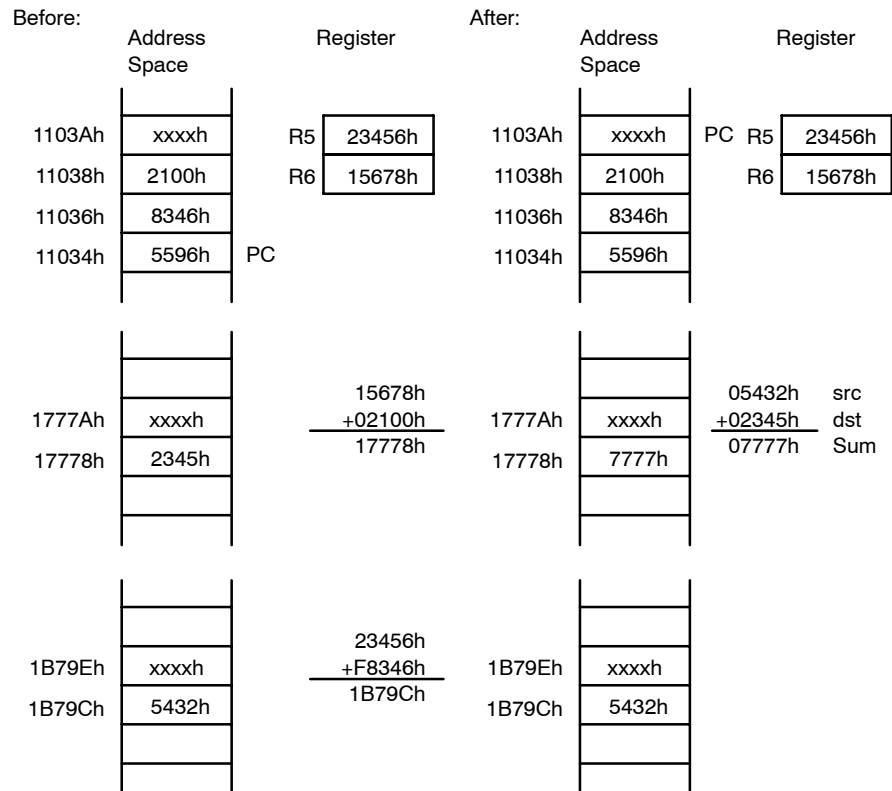 Before:
Address Space
Register
1103Ah xxxxh R5 23456h
11038h 2100h R6 15678h
11036h 8346h
11034h 5596h PC
15678h
1777Ah xxxxh +02100h
17778h 2345h 17778h
23456h
1B79Eh xxxxh +F8346h
1B79Ch 5432h 1B79Ch
After:
Address Space
Register
1103Ah xxxxh PC R5 23456h
11038h 2100h R6 15678h
11036h 8346h
11034h 5596h
05432h src
1777Ah xxxxh +02345h dst
17778h 7777h 07777h Sum
1B79Eh xxxxh
1B79Ch 5432h